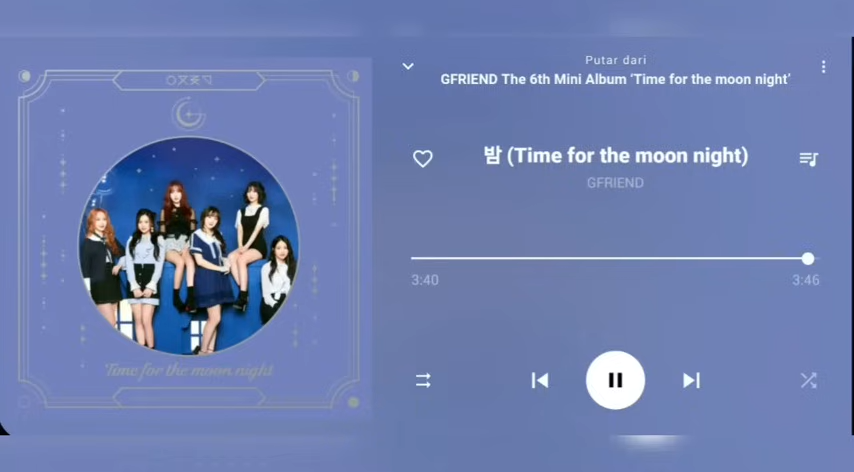 Time for the moon night
Putar dari
GFRIEND The 6th Mini Album 'Time for the moon night'
밤 (Time for the moon night)
GFRIEND
3:40
3:46